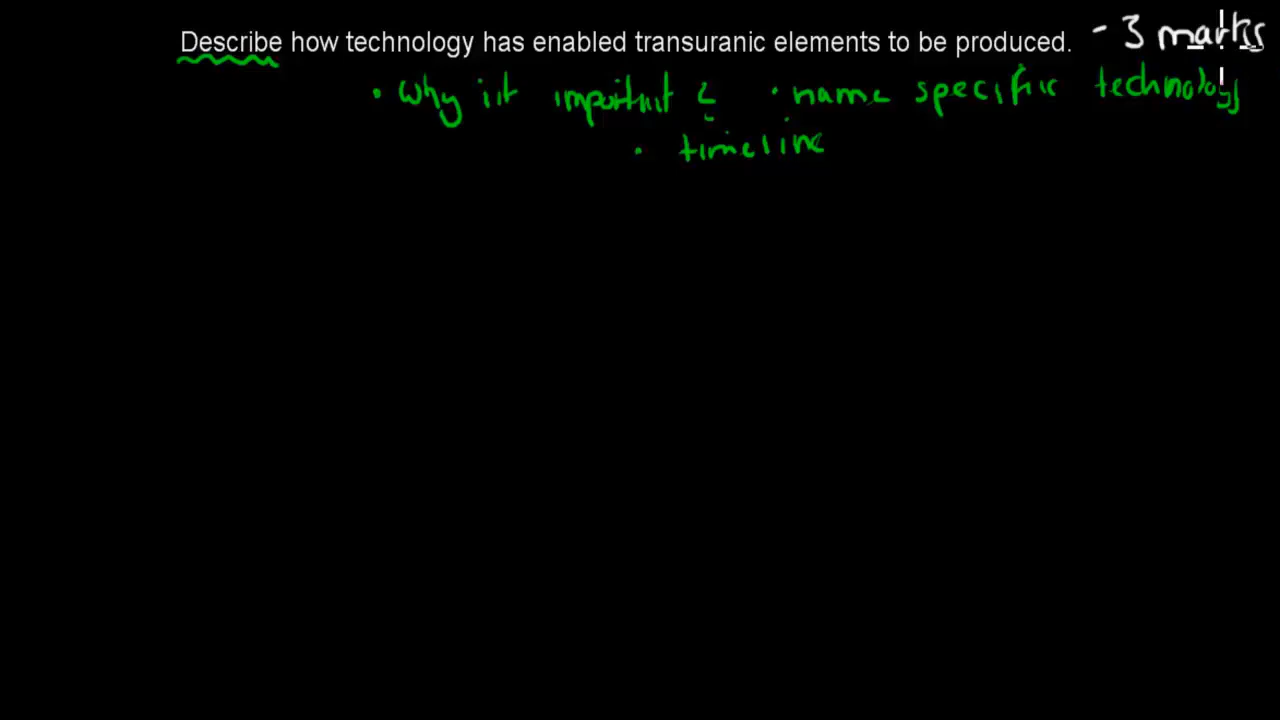 Describe how technology has enabled transuranic elements to be produced. - 3 marks
• why is it important ? • name specific technology
• timeline